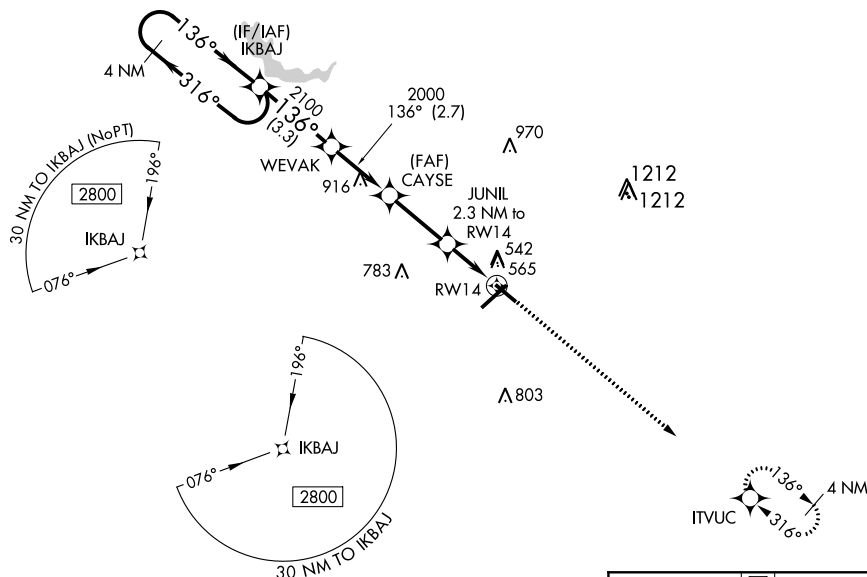 136°
(IF/IAF)
IKBAJ
4 NM
316°
2100
136°
(3.3)
2000
136° (2.7)
970
WEVAK
(FAF)
CAYSE
916
1212
1212
JUNIL
2.3 NM to
RW14
30 NM TO IKBAJ (NoPT)
196°
2800
IKBAJ
076°
542
565
783
RW14
196°
803
IKBAJ
076°
2800
30 NM TO IKBAJ
136°
4 NM
316°
ITVUC